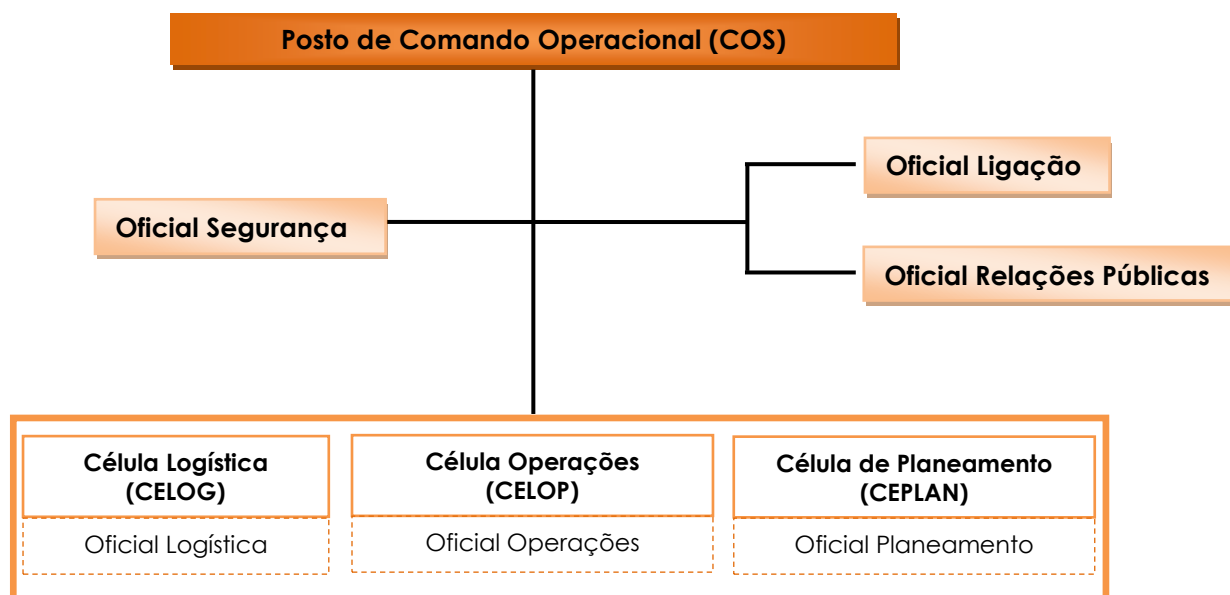 Posto de Comando Operacional (COS)
Oficial Ligação
Oficial Segurança
Oficial Relações Públicas
Célula Logística
(CELOG)
Oficial Logística
Célula Operações
(CELOP)
Oficial Operações
Célula de Planeamento
(CEPLAN)
Oficial Planeamento